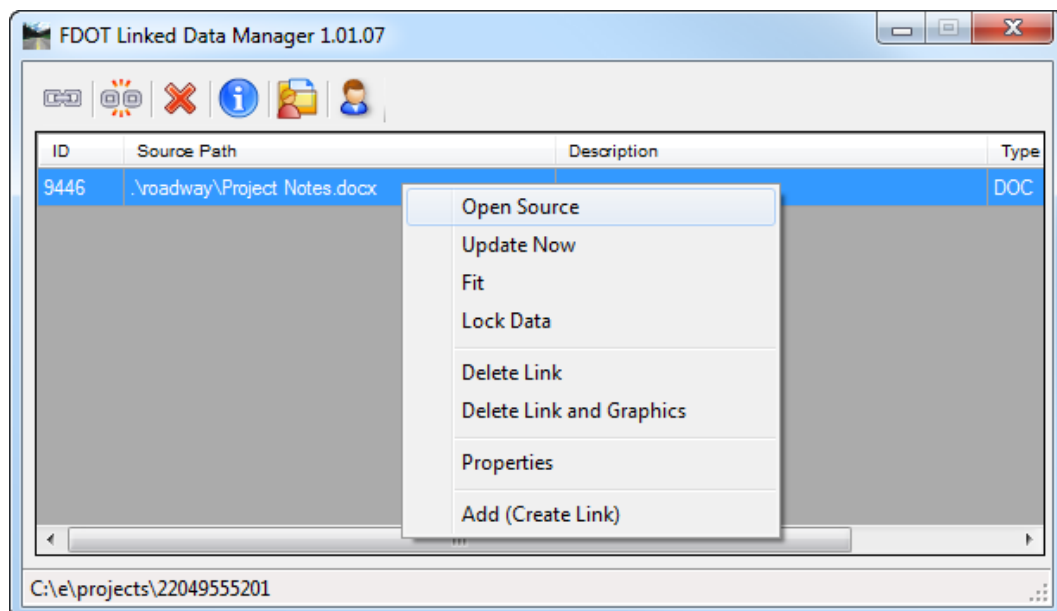 FDOT Linked Data Manager 1.01.07
ID Source Path Description Type
9446 .\roadway\Project Notes.docx DOC
Open Source
Update Now
Fit
Lock Data
Delete Link
Delete Link and Graphics
Properties
Add (Create Link)
C:\e\projects\22049555201